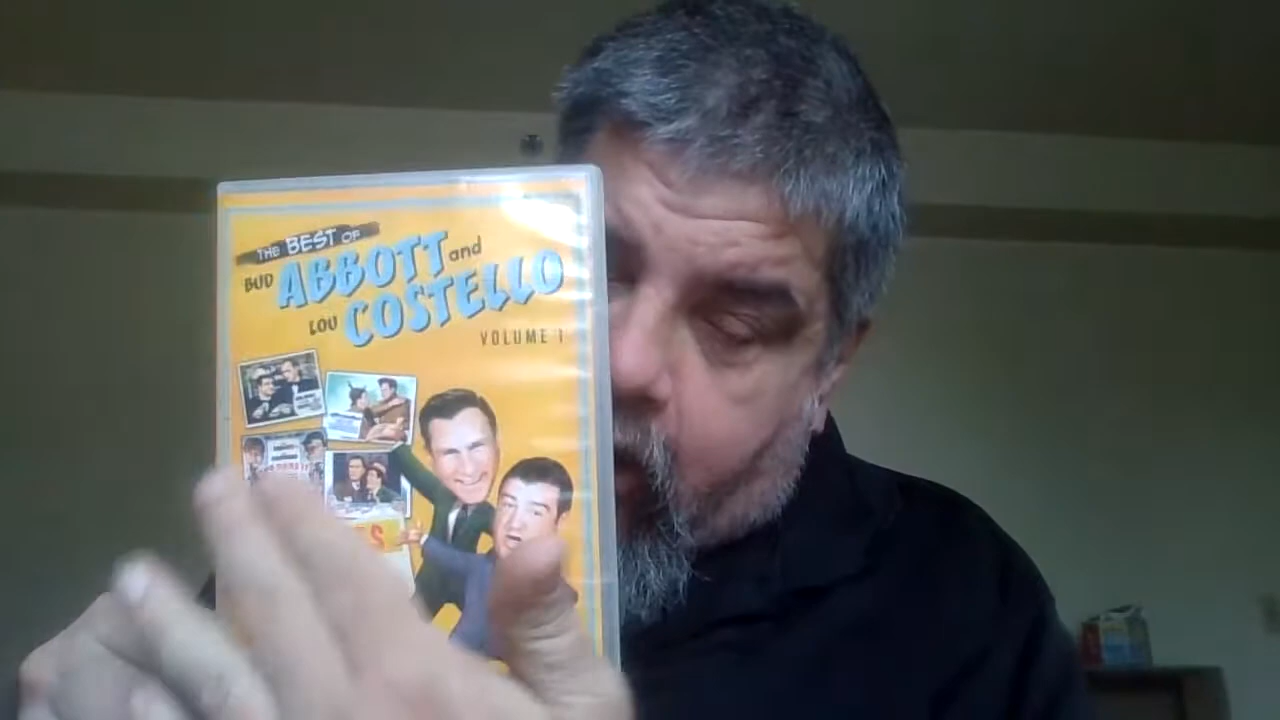 THE BEST OF
BUD ABBOTT and
LOU COSTELLO
VOLUME 1